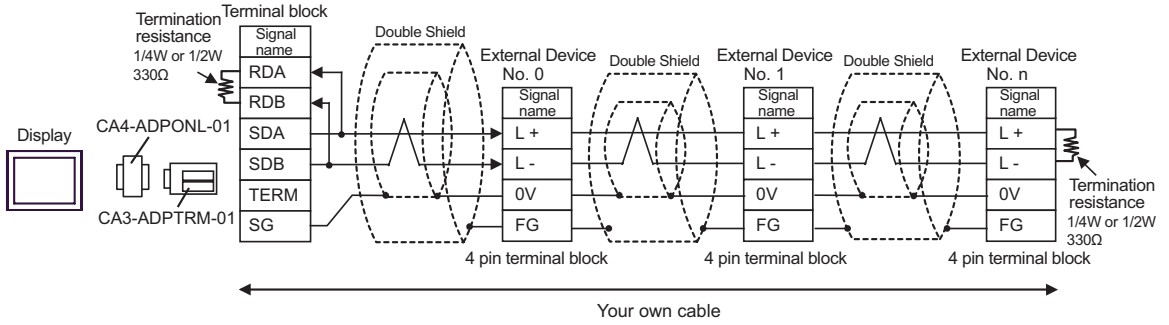 Display
CA4-ADPONL-01
CA3-ADPTRM-01
Termination
resistance
1/4W or 1/2W
330Ω
Terminal block
Signal
name
RDA
RDB
SDA
SDB
TERM
SG
Double Shield
External Device
No. 0
Signal
name
L +
L -
0V
FG
4 pin terminal block
Double Shield
External Device
No. 1
Signal
name
L +
L -
0V
FG
4 pin terminal block
Double Shield
External Device
No. n
Signal
name
L +
L -
0V
FG
4 pin terminal block
Termination
resistance
1/4W or 1/2W
330Ω
Your own cable